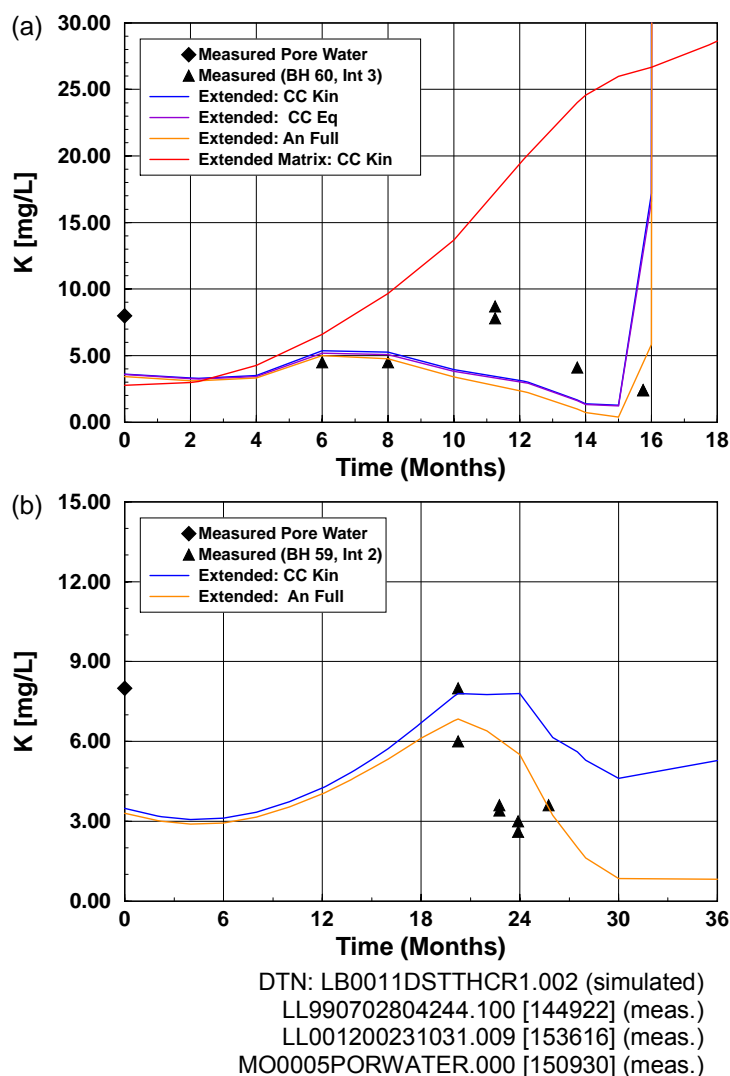 (a)
30.00
25.00
20.00
15.00
10.00
5.00
0.00
K [mg/L]
Measured Pore Water
Measured (BH 60, Int 3)
Extended: CC Kin
Extended: CC Eq
Extended: An Full
Extended Matrix: CC Kin
0 2 4 6 8 10 12 14 16 18
Time (Months)
(b)
15.00
12.00
9.00
6.00
3.00
0.00
K [mg/L]
Measured Pore Water
Measured (BH 59, Int 2)
Extended: CC Kin
Extended: An Full
0 6 12 18 24 30 36
Time (Months)
DTN: LB0011DSTTHCR1.002 (simulated)
LL990702804244.100 [144922] (meas.)
LL001200231031.009 [153616] (meas.)
MO0005PORWATER.000 [150930] (meas.)